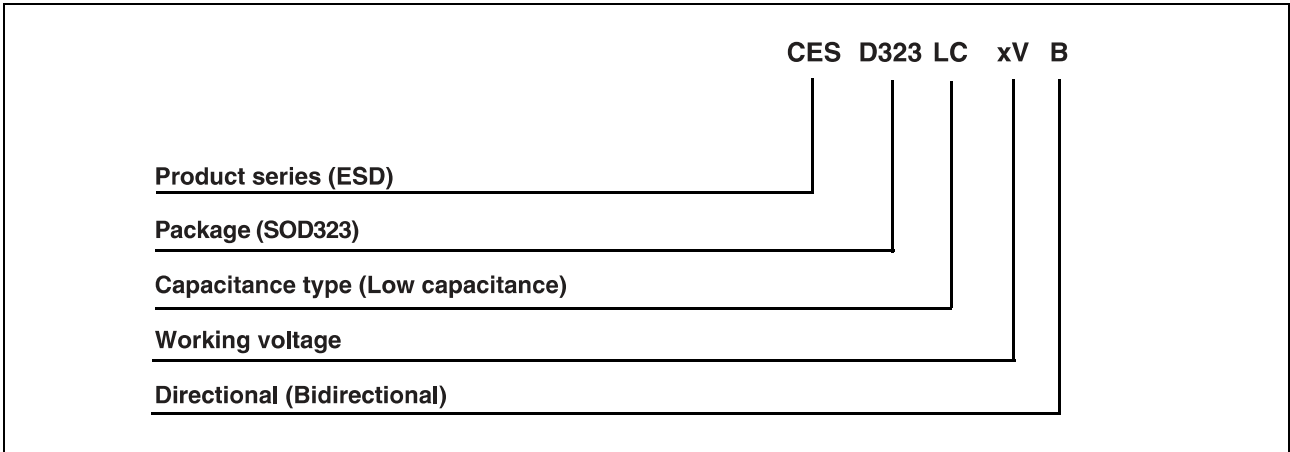 CES D323 LC xV B
Product series (ESD)
Package (SOD323)
Capacitance type (Low capacitance)
Working voltage
Directional (Bidirectional)